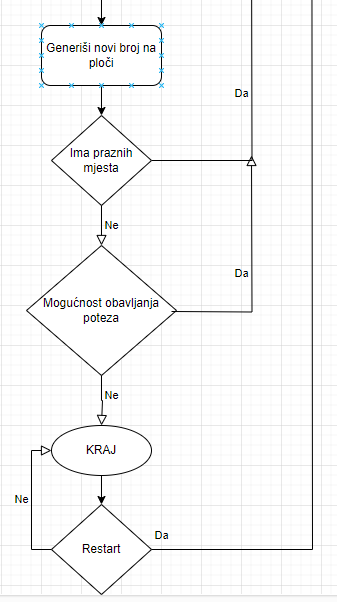 Generiši novi broj na
ploči
Da
Ima praznih
mjesta
Ne
Da
Mogućnost obavljanja
poteza
Ne
KRAJ
Ne
Da
Restart